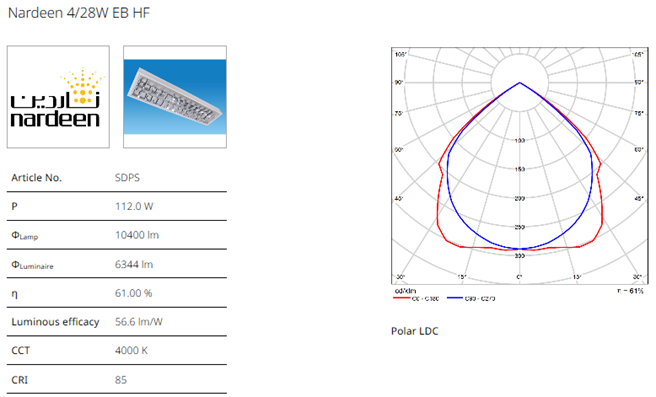 Nardeen 4/28W EB HF
ناردين
nardeen
Article No. SDPS
P 112.0 W
ΦLamp 10400 lm
ΦLuminaire 6344 lm
η 61.00 %
Luminous efficacy 56.6 lm/W
CCT 4000 K
CRI 85
105° 105°
90° 90°
75° 75°
60° 60°
45° 45°
100
150
200
250
300
30° 15° 0° 15° 30°
cd/klm η = 61%
C0 - C180 C90 - C270
Polar LDC